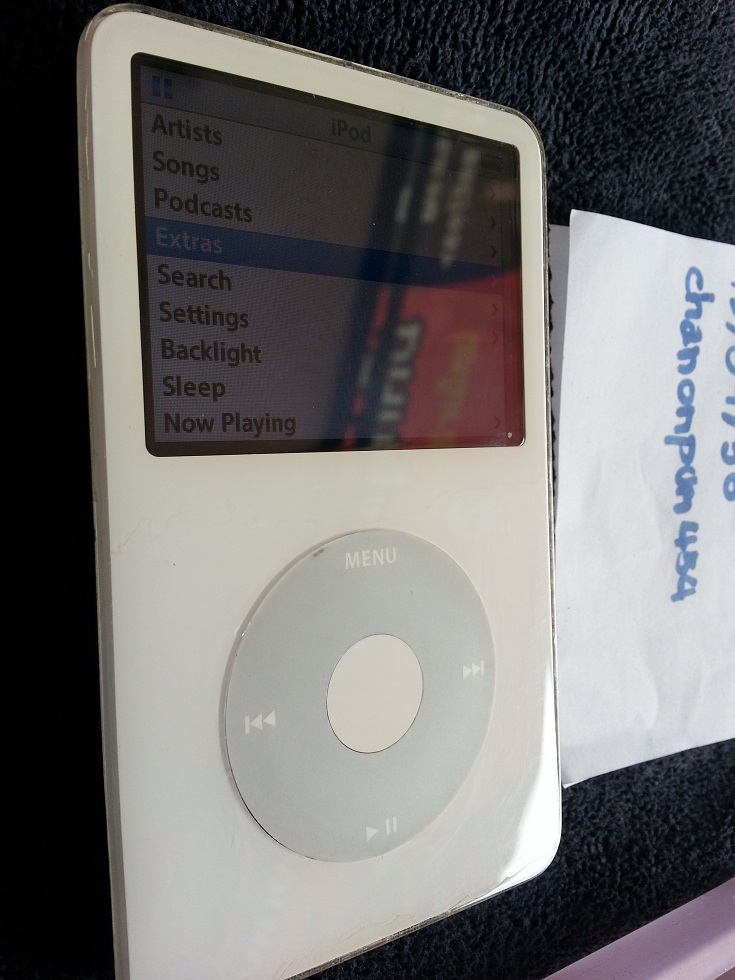 iPod
Artists
Songs
Podcasts
Extras
Search
Settings
Backlight
Sleep
Now Playing
MENU
chanonpan484